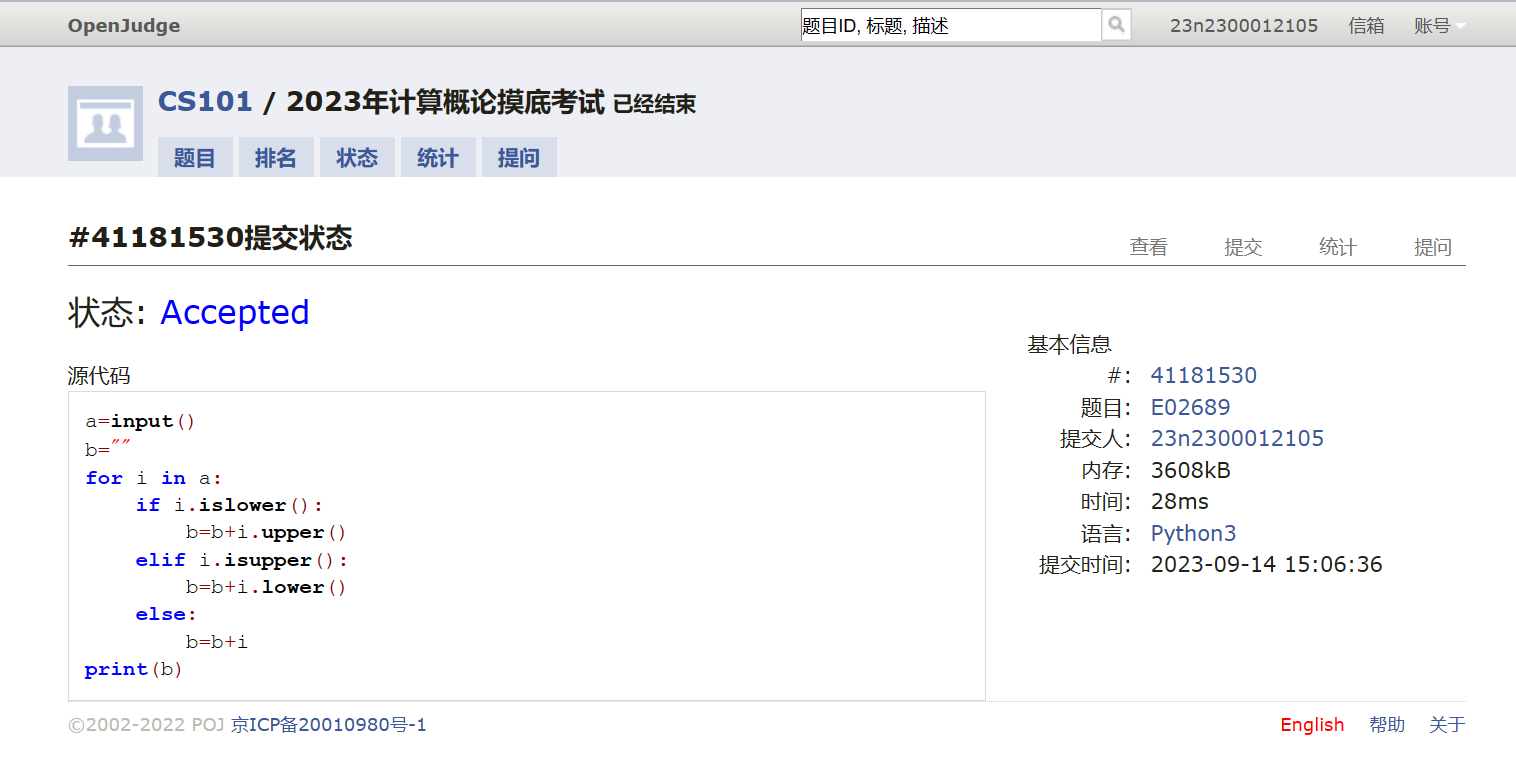 OpenJudge 题目ID, 标题, 描述 23n2300012105 信箱 账号
CS101 / 2023年计算概论摸底考试 已经结束
题目 排名 状态 统计 提问
#41181530提交状态 查看 提交 统计 提问
状态: Accepted
源代码
a=input()
b=""
for i in a:
    if i.islower():
        b=b+i.upper()
    elif i.isupper():
        b=b+i.lower()
    else:
        b=b+i
print(b)
基本信息
#: 41181530
题目: E02689
提交人: 23n2300012105
内存: 3608kB
时间: 28ms
语言: Python3
提交时间: 2023-09-14 15:06:36
©2002-2022 POJ 京ICP备20010980号-1 English 帮助 关于